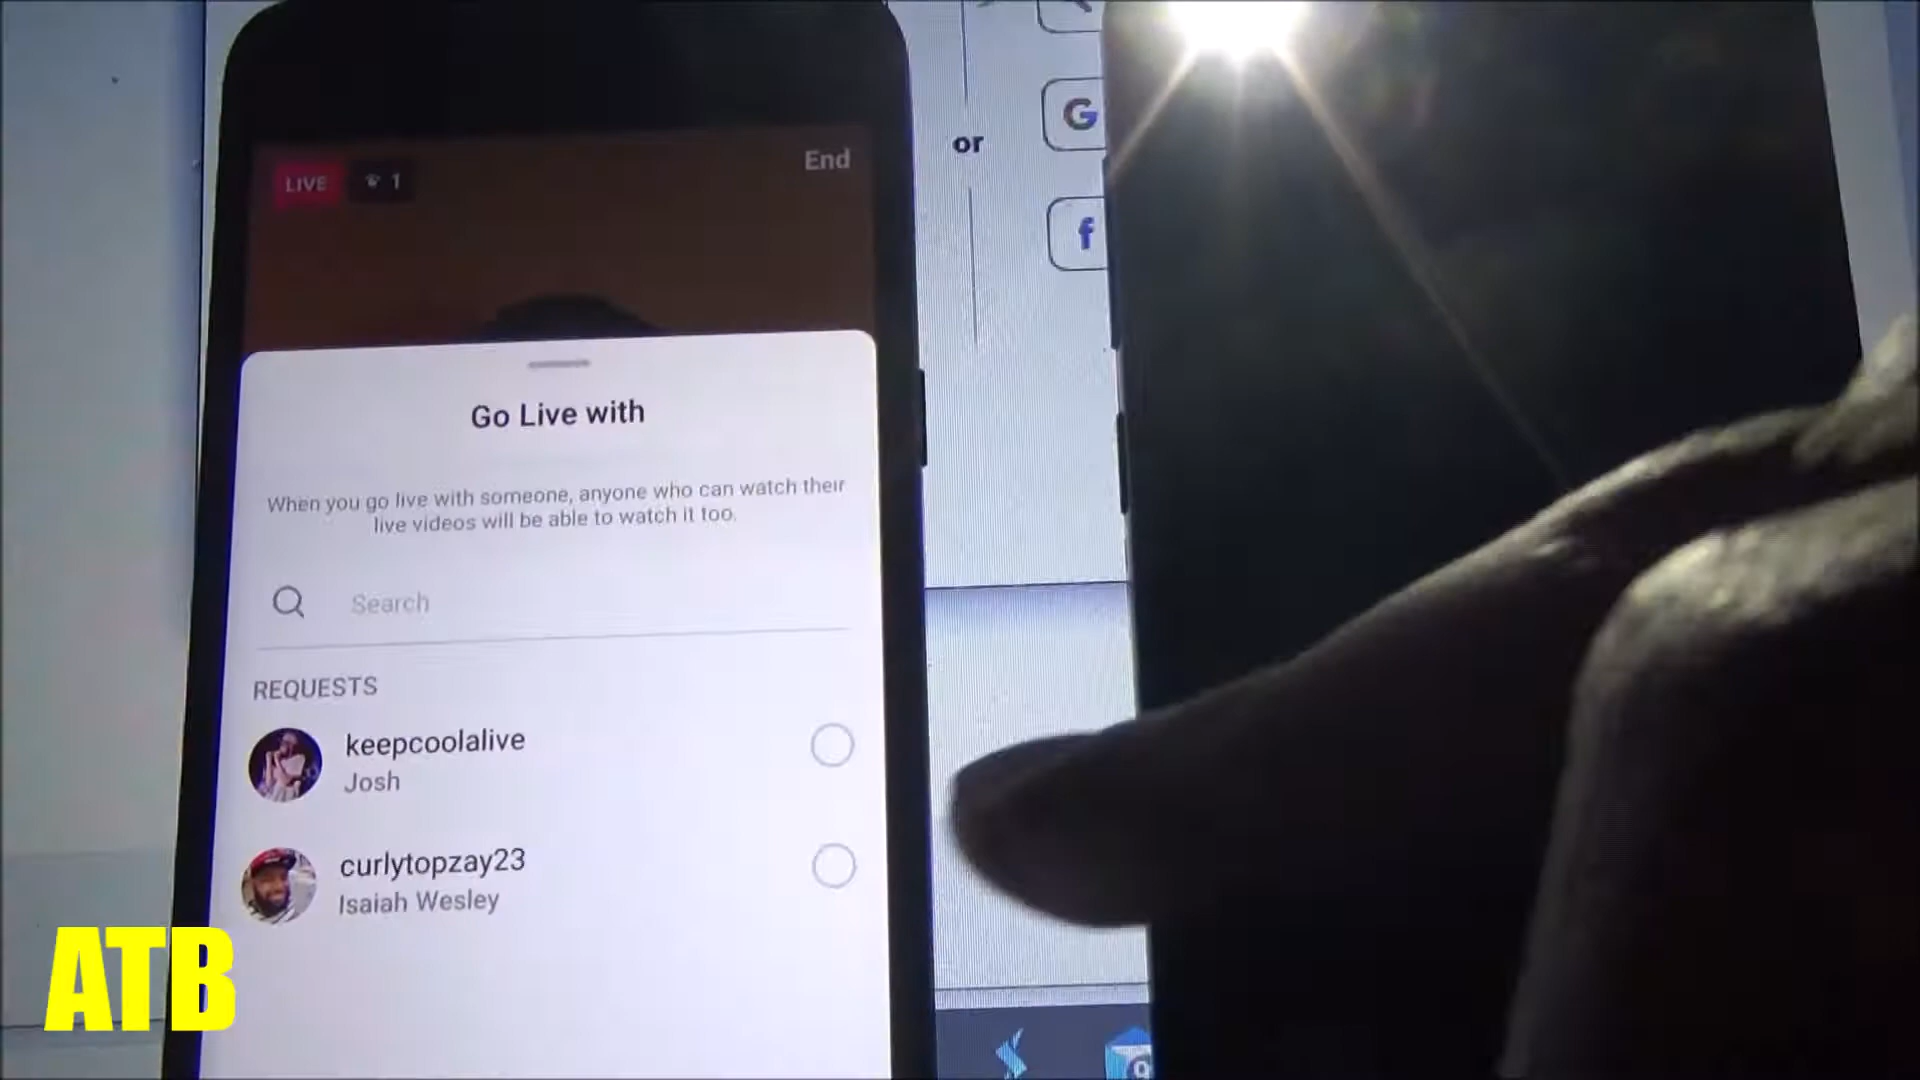 LIVE
1
End
or
G
f
Go Live with
When you go live with someone, anyone who can watch their
live videos will be able to watch it too.
Search
REQUESTS
keepcoolalive
Josh
curlytopzay23
Isaiah Wesley
ATB
9